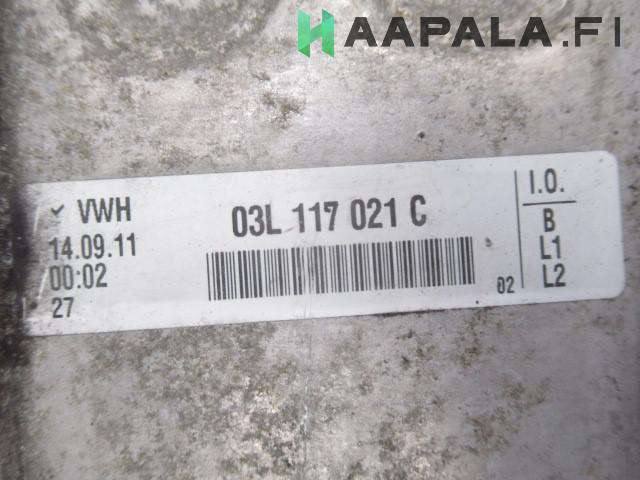 HAAPALA.FI
✓ VWH
14.09.11
00:02
27
03L 117 021 C
02
I.O.
B
L1
L2